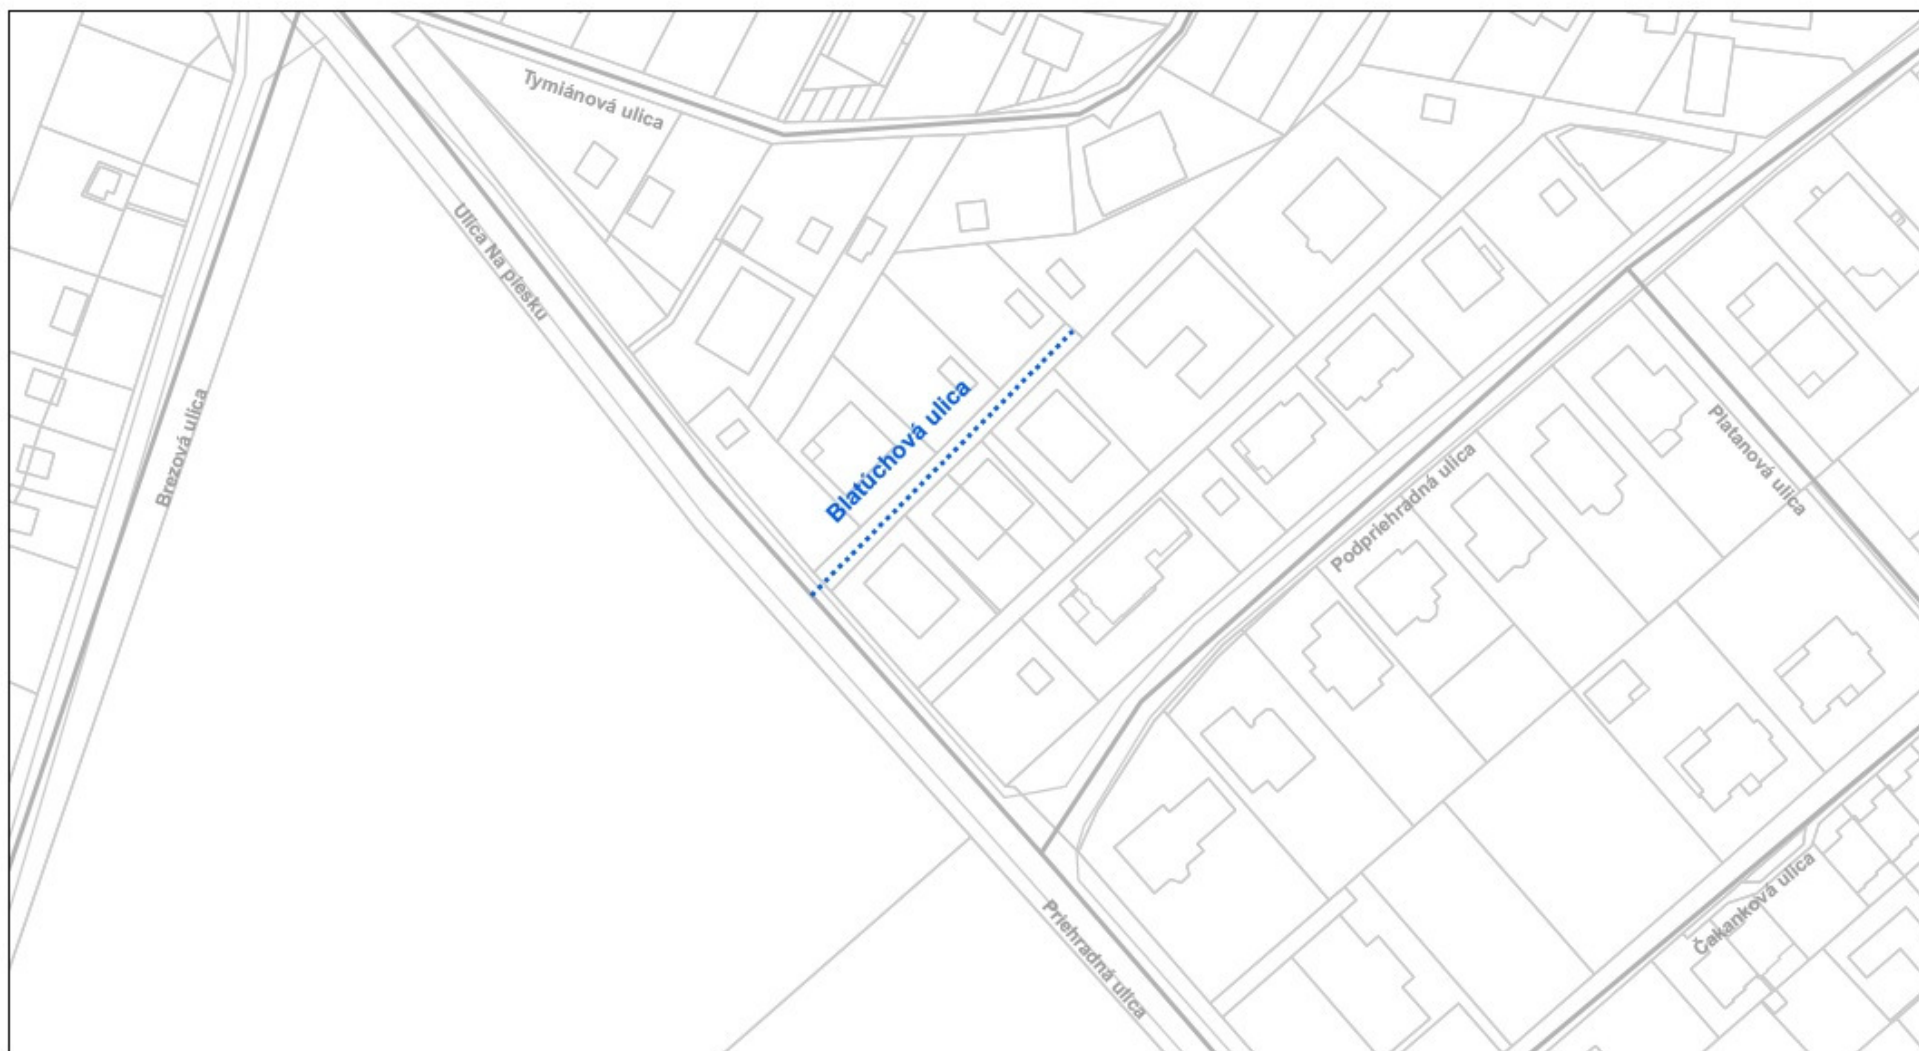 Tymiánová ulica
Ulica Na piesku
Brezová ulica
Blatúchová ulica
Platanová ulica
Podpriehradná ulica
Čakanková ulica
Priehradná ulica